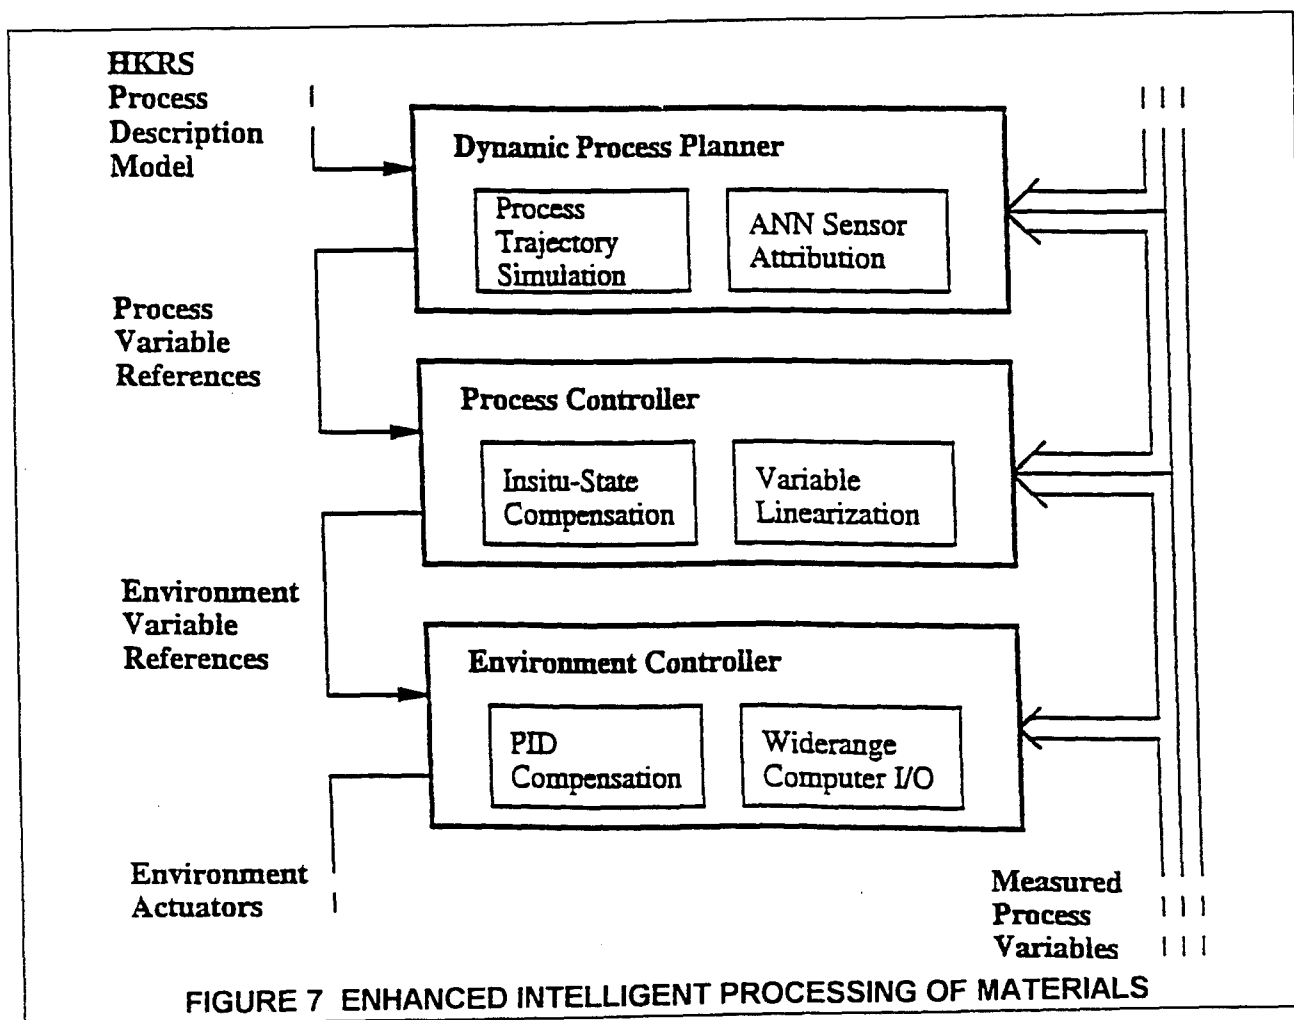 HKRS
Process
Description
Model
Dynamic Process Planner
Process
Trajectory
Simulation
ANN Sensor
Attribution
Process
Variable
References
Process Controller
Insitu-State
Compensation
Variable
Linearization
Environment
Variable
References
Environment Controller
PID
Compensation
Widerange
Computer I/O
Environment
Actuators
Measured
Process
Variables
FIGURE 7 ENHANCED INTELLIGENT PROCESSING OF MATERIALS